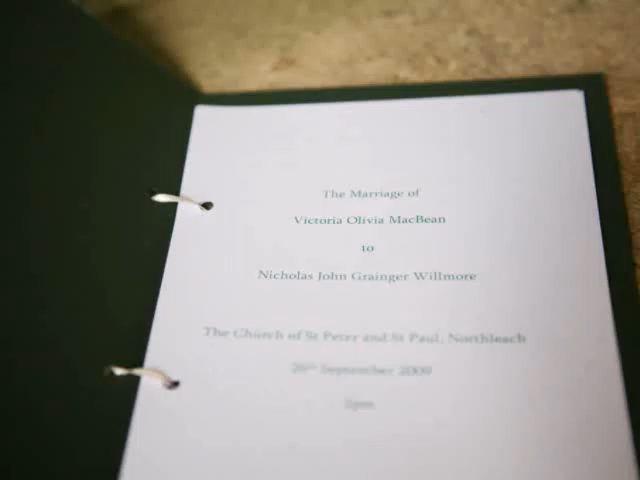 The Marriage of
Victoria Olivia MacBean
to
Nicholas John Grainger Willmore
The Church of St Peter and St Paul, Northleach
September 2009